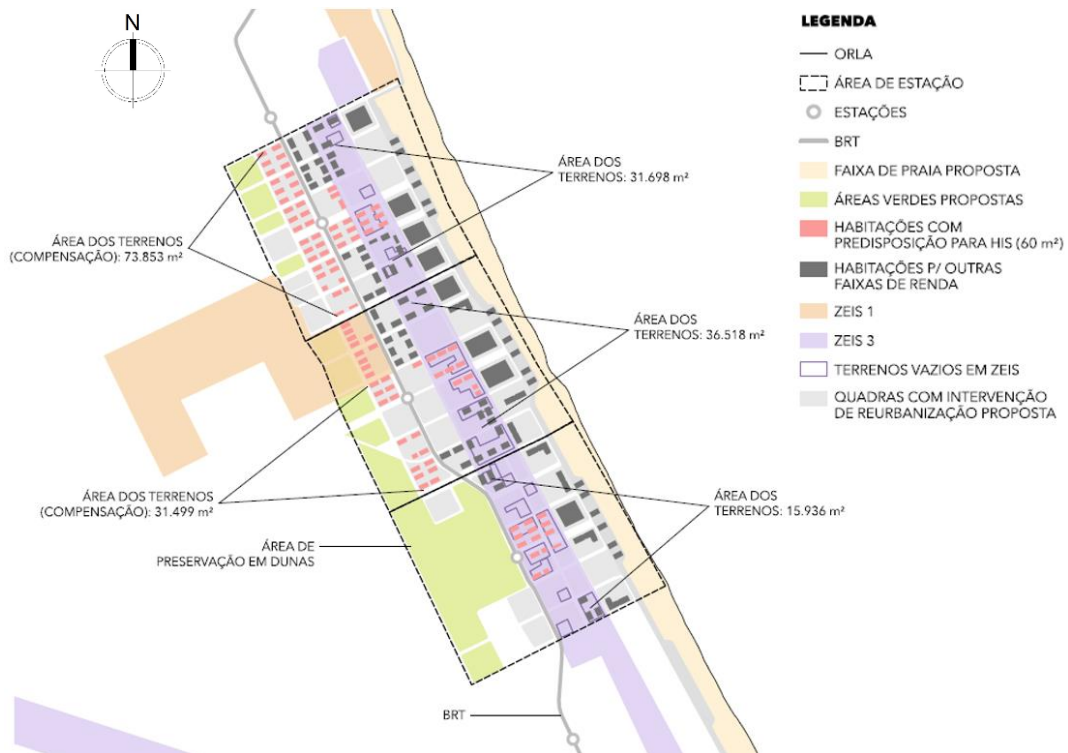 N
LEGENDA
ORLA
ÁREA DE ESTAÇÃO
ESTAÇÕES
BRT
FAIXA DE PRAIA PROPOSTA
ÁREAS VERDES PROPOSTAS
HABITAÇÕES COM
PREDISPOSIÇÃO PARA HIS (60 m²)
HABITAÇÕES P/ OUTRAS
FAIXAS DE RENDA
ZEIS 1
ZEIS 3
TERRENOS VAZIOS EM ZEIS
QUADRAS COM INTERVENÇÃO
DE REURBANIZAÇÃO PROPOSTA
ÁREA DOS
TERRENOS: 31.698 m²
ÁREA DOS TERRENOS
(COMPENSAÇÃO): 73.853 m²
ÁREA DOS
TERRENOS: 36.518 m²
ÁREA DOS TERRENOS
(COMPENSAÇÃO): 31.499 m²
ÁREA DOS
TERRENOS: 15.936 m²
ÁREA DE
PRESERVAÇÃO EM DUNAS
BRT